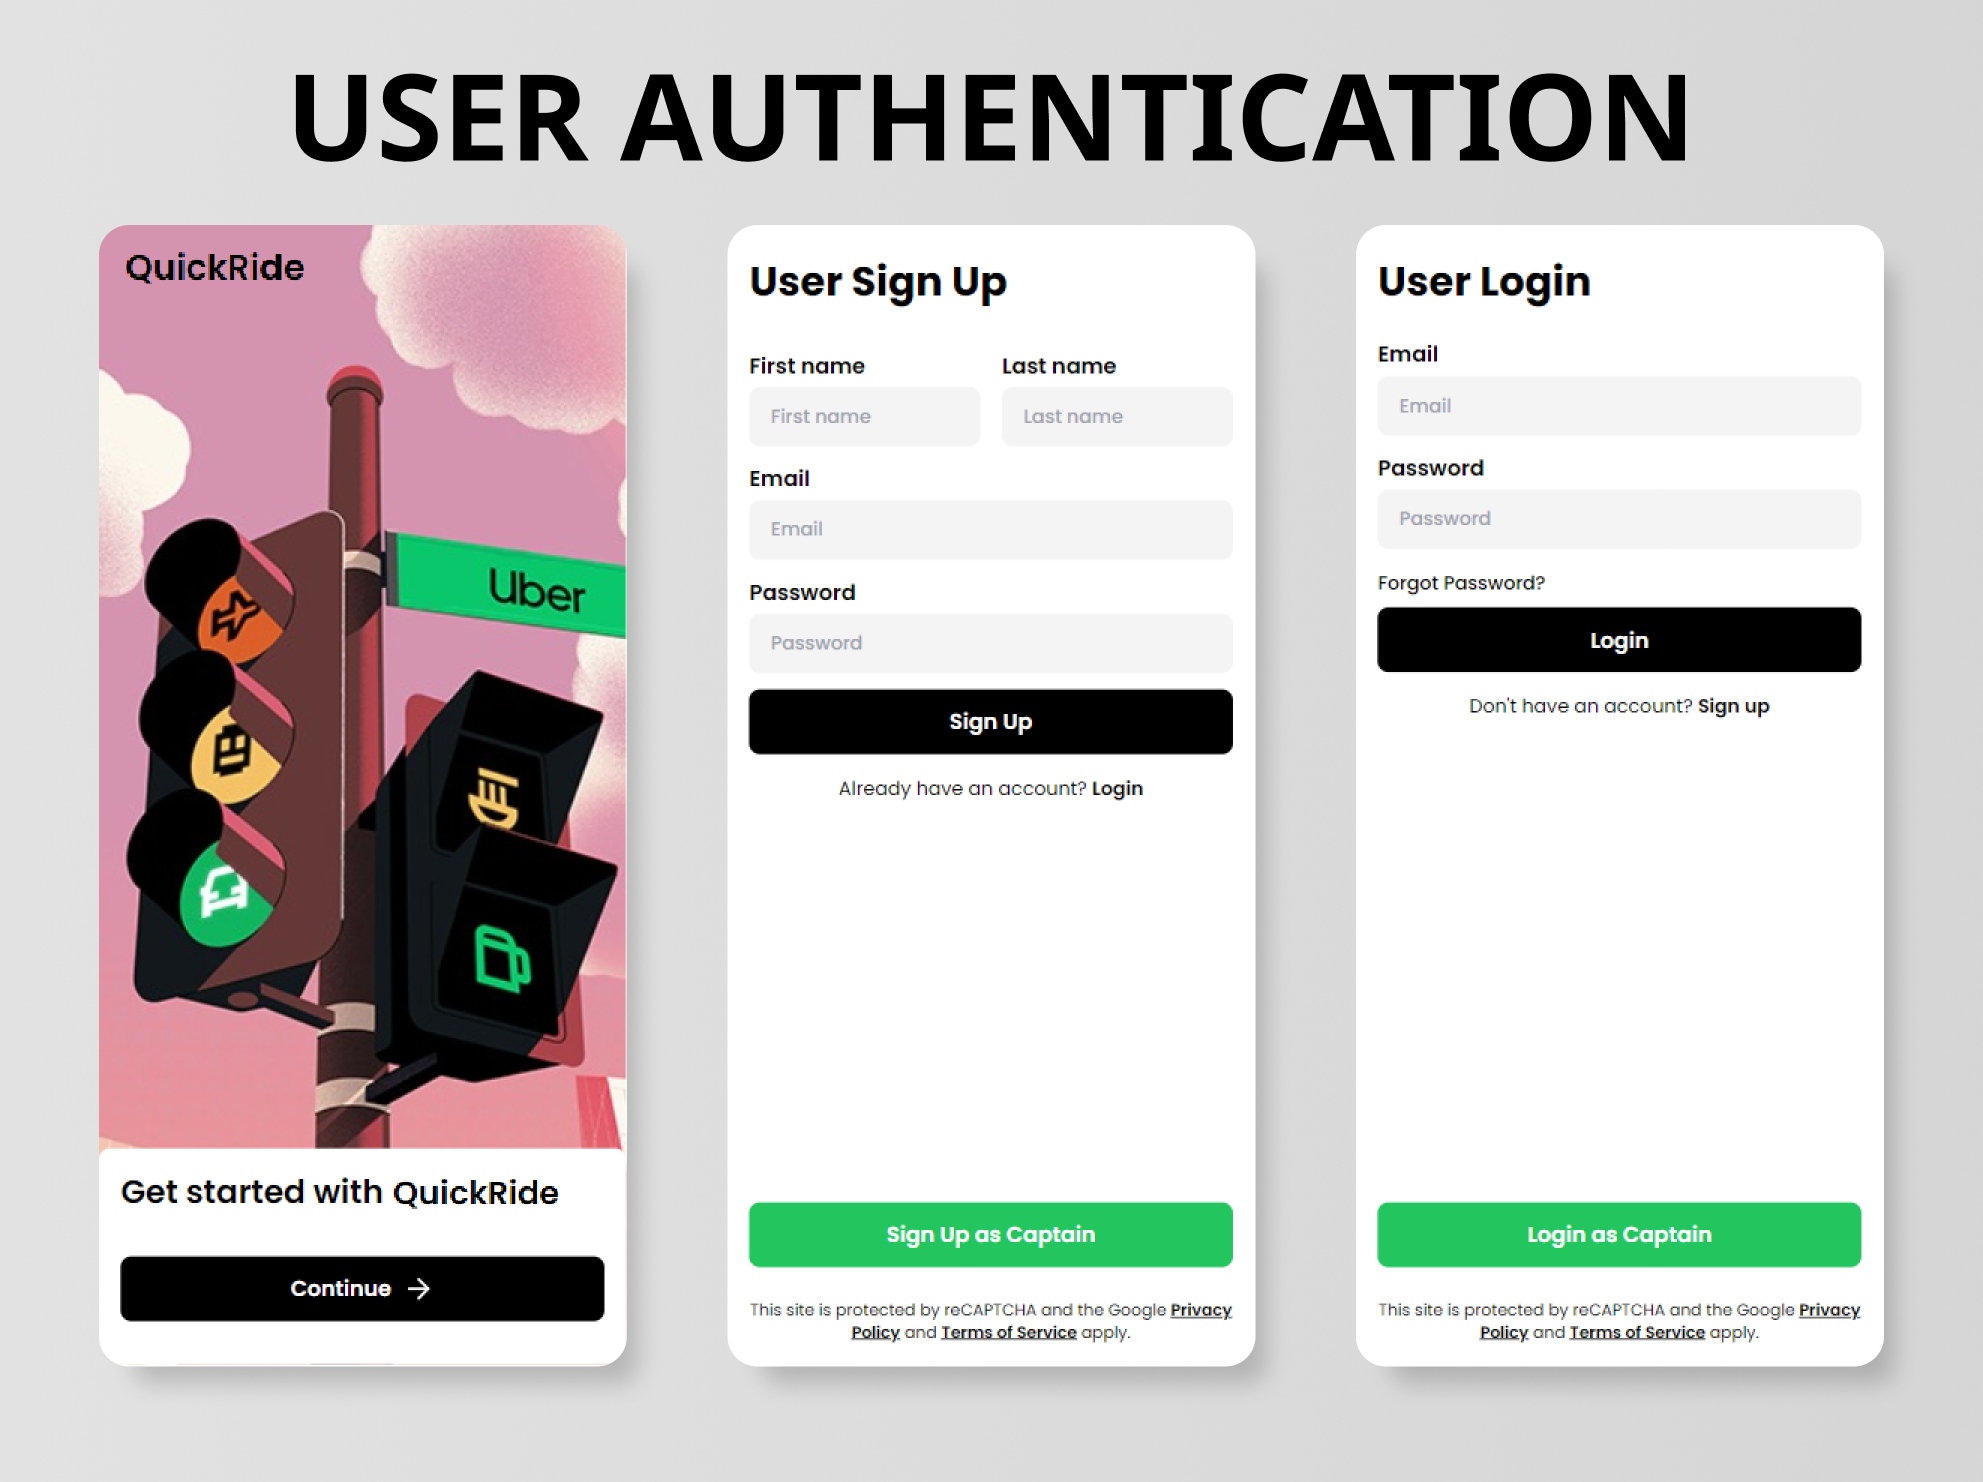 USER AUTHENTICATION
QuickRide
Uber
Get started with QuickRide
Continue
User Sign Up
First name Last name
First name Last name
Email
Email
Password
Password
Sign Up
Already have an account? Login
Sign Up as Captain
This site is protected by reCAPTCHA and the Google Privacy
Policy and Terms of Service apply.
User Login
Email
Email
Password
Password
Forgot Password?
Login
Don't have an account? Sign up
Login as Captain
This site is protected by reCAPTCHA and the Google Privacy
Policy and Terms of Service apply.